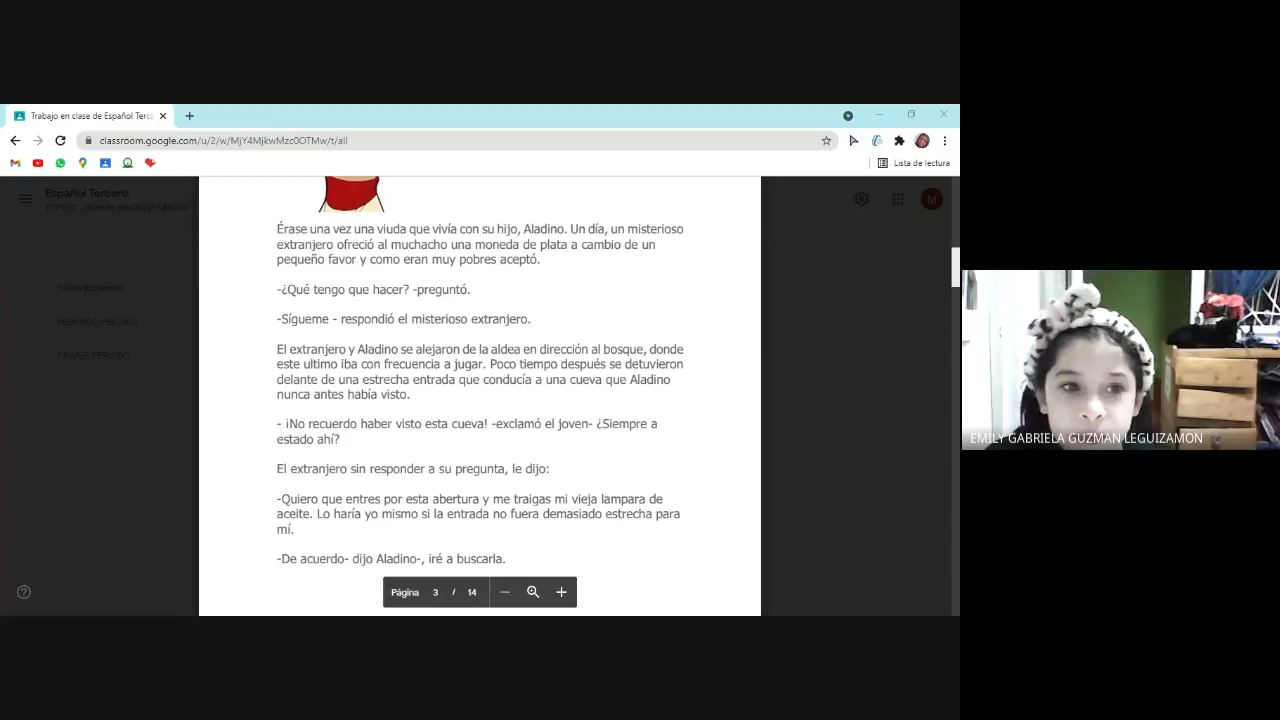 Trabajo en clase de Español Terce
classroom.google.com/u/2/w/MjY4MjkwMzc0OTMw/t/all
Lista de lectura
Español Tercero
M
SEGUNDO PERIODO
PRIMER PERIODO
Érase una vez una viuda que vivía con su hijo, Aladino. Un día, un misterioso
extranjero ofreció al muchacho una moneda de plata a cambio de un
pequeño favor y como eran muy pobres aceptó.
-¿Qué tengo que hacer? -preguntó.
-Sígueme - respondió el misterioso extranjero.
El extranjero y Aladino se alejaron de la aldea en dirección al bosque, donde
este ultimo iba con frecuencia a jugar. Poco tiempo después se detuvieron
delante de una estrecha entrada que conducía a una cueva que Aladino
nunca antes había visto.
- ¡No recuerdo haber visto esta cueva! -exclamó el joven- ¿Siempre a
estado ahí?
El extranjero sin responder a su pregunta, le dijo:
-Quiero que entres por esta abertura y me traigas mi vieja lampara de
aceite. Lo haría yo mismo si la entrada no fuera demasiado estrecha para
mí.
-De acuerdo- dijo Aladino-, iré a buscarla.
Página 3 / 14
EMILY GABRIELA GUZMAN LEGUIZAMON